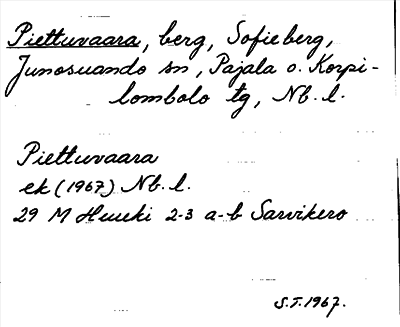 Piettuvaara, berg, Sofieberg,
Junosuando sn, Pajala o. Korpi-
lombolo tg, Nb. l.
Piettuvaara
ek (1967) Nb. l.
29 M Huuki 2-3 a-b Sarvikero
S.T. 1967.